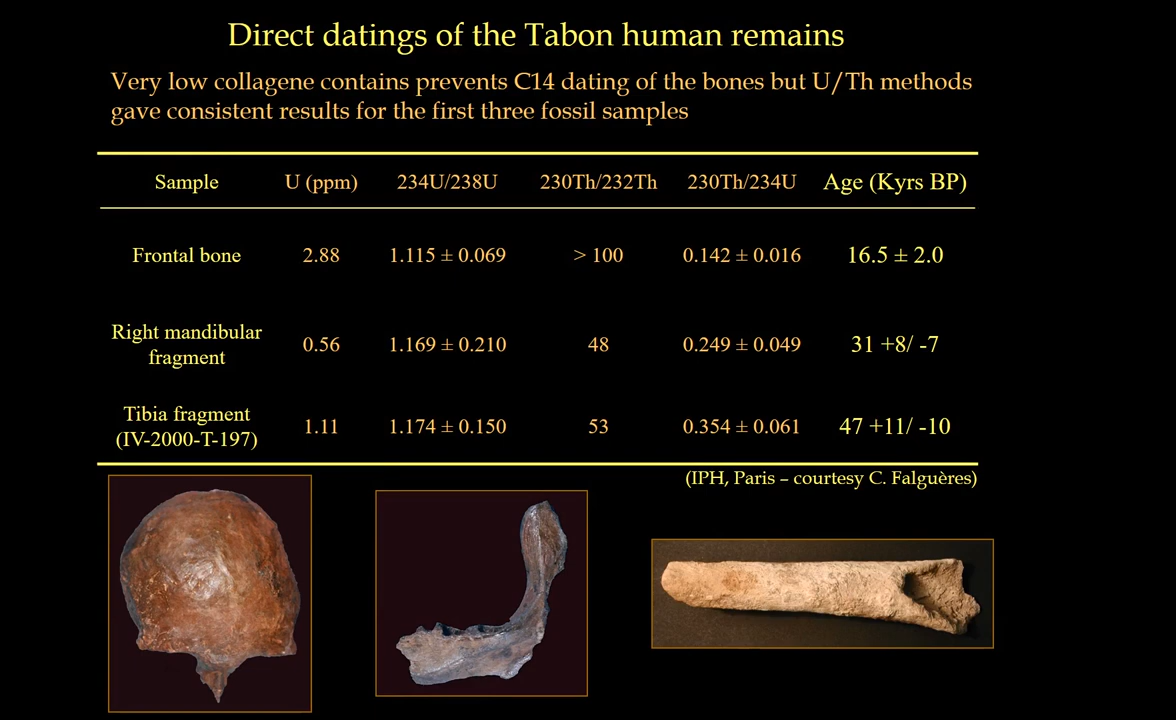 Direct datings of the Tabon human remains
Very low collagene contains prevents C14 dating of the bones but U/Th methods
gave consistent results for the first three fossil samples
Sample U (ppm) 234U/238U 230Th/232Th 230Th/234U Age (Kyrs BP)
Frontal bone 2.88 1.115 ± 0.069 > 100 0.142 ± 0.016 16.5 ± 2.0
Right mandibular
fragment 0.56 1.169 ± 0.210 48 0.249 ± 0.049 31 +8/ -7
Tibia fragment
(IV-2000-T-197) 1.11 1.174 ± 0.150 53 0.354 ± 0.061 47 +11/ -10
(IPH, Paris – courtesy C. Falguères)